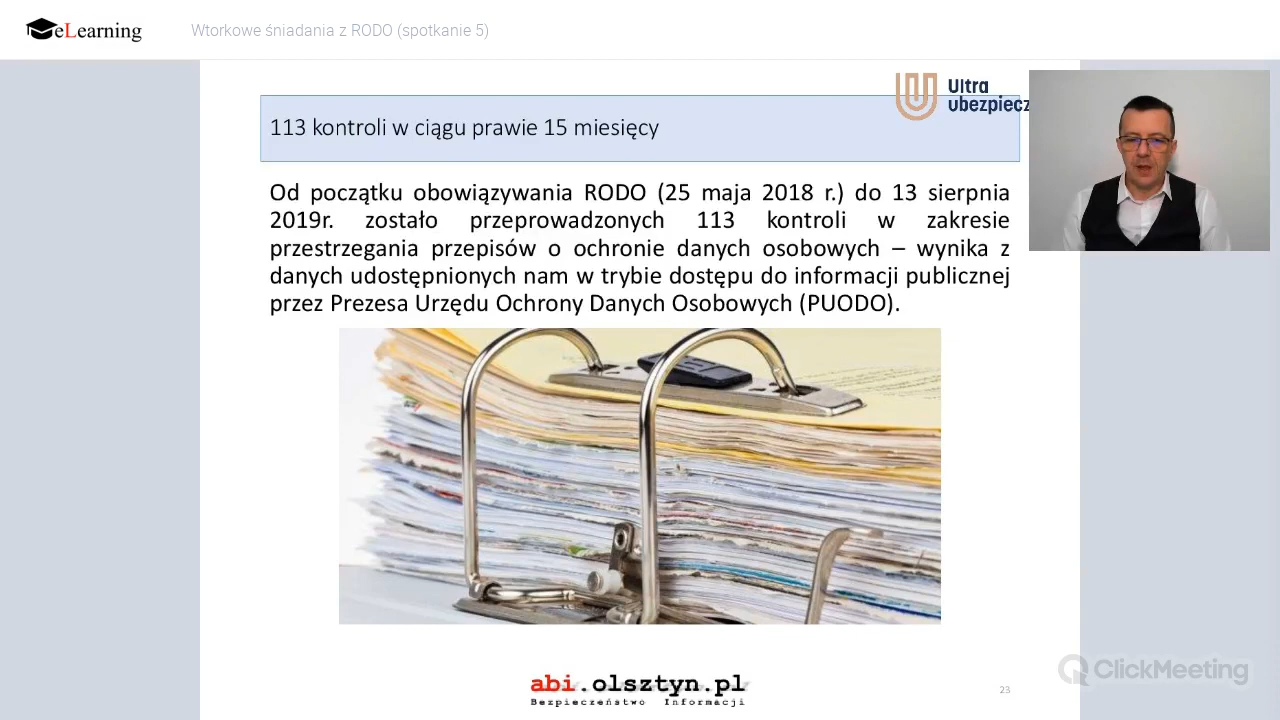 eLearning
Wtorkowe śniadania z RODO (spotkanie 5)
Ultra
ubezpiecz
113 kontroli w ciągu prawie 15 miesięcy
Od początku obowiązywania RODO (25 maja 2018 r.) do 13 sierpnia
2019r. zostało przeprowadzonych 113 kontroli w zakresie
przestrzegania przepisów o ochronie danych osobowych – wynika z
danych udostępnionych nam w trybie dostępu do informacji publicznej
przez Prezesa Urzędu Ochrony Danych Osobowych (PUODO).
abi.olsztyn.pl
Bezpieczeństwo Informacji
23
ClickMeeting